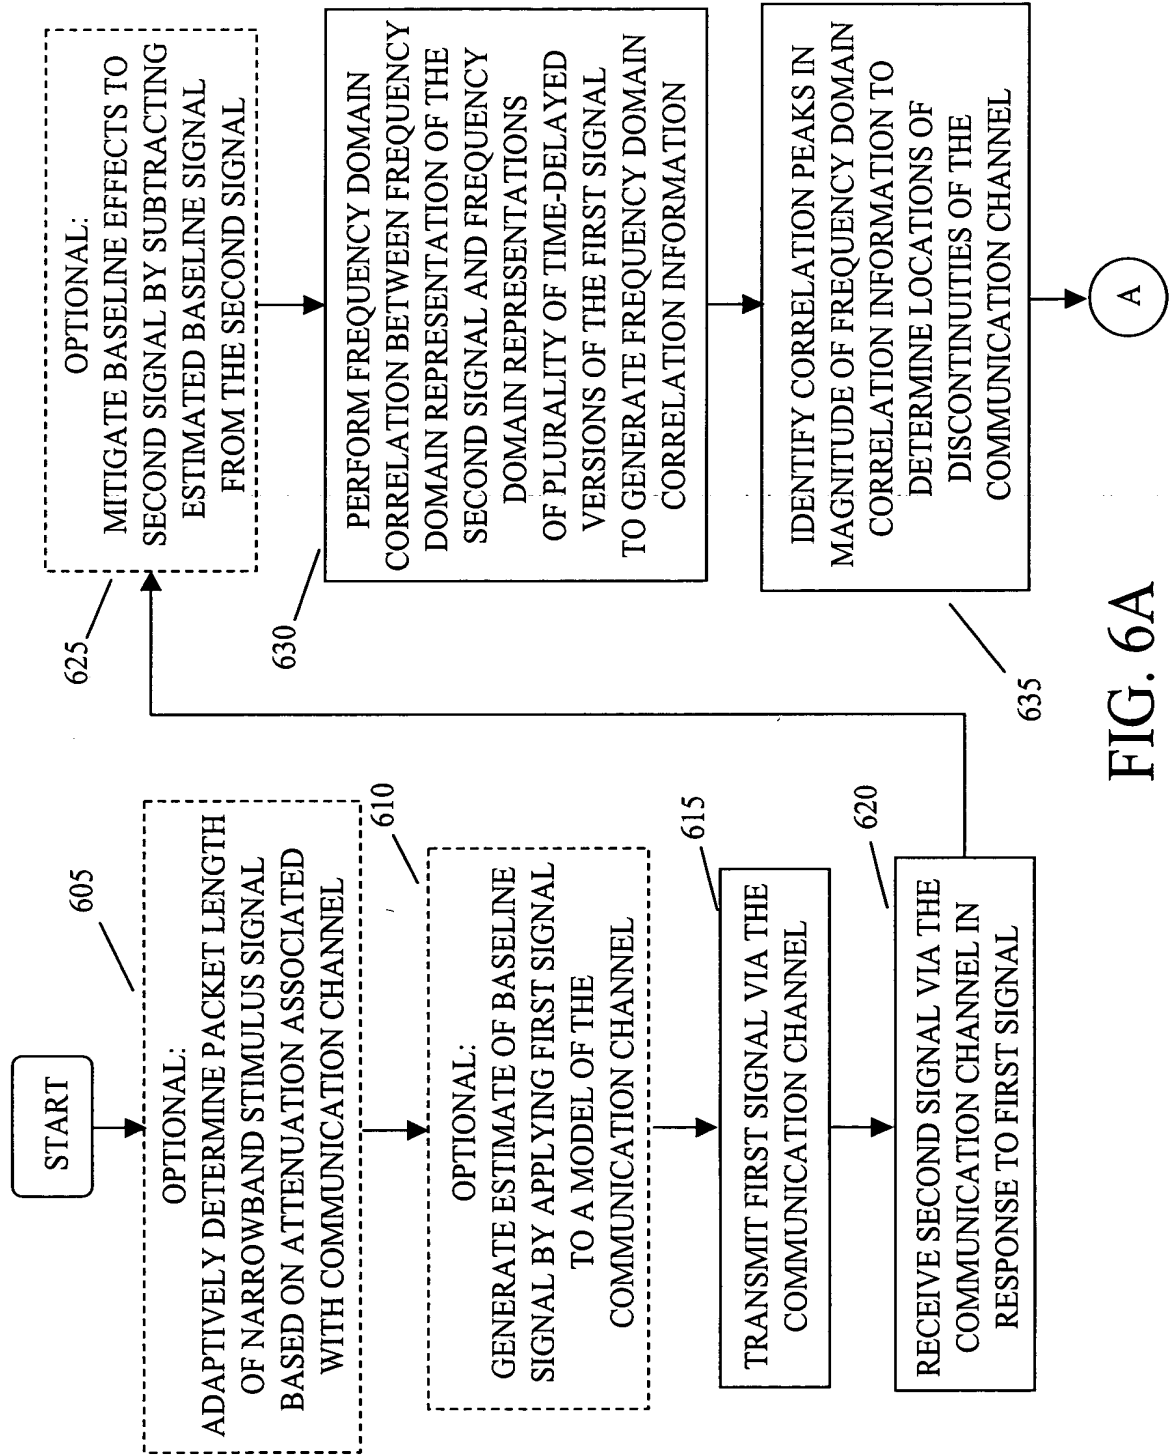 START
605
OPTIONAL:
ADAPTIVELY DETERMINE PACKET LENGTH
OF NARROWBAND STIMULUS SIGNAL
BASED ON ATTENUATION ASSOCIATED
WITH COMMUNICATION CHANNEL
610
OPTIONAL:
GENERATE ESTIMATE OF BASELINE
SIGNAL BY APPLYING FIRST SIGNAL
TO A MODEL OF THE
COMMUNICATION CHANNEL
615
TRANSMIT FIRST SIGNAL VIA THE
COMMUNICATION CHANNEL
620
RECEIVE SECOND SIGNAL VIA THE
COMMUNICATION CHANNEL IN
RESPONSE TO FIRST SIGNAL
625
OPTIONAL:
MITIGATE BASELINE EFFECTS TO
SECOND SIGNAL BY SUBTRACTING
ESTIMATED BASELINE SIGNAL
FROM THE SECOND SIGNAL
630
PERFORM FREQUENCY DOMAIN
CORRELATION BETWEEN FREQUENCY
DOMAIN REPRESENTATION OF THE
SECOND SIGNAL AND FREQUENCY
DOMAIN REPRESENTATIONS
OF PLURALITY OF TIME-DELAYED
VERSIONS OF THE FIRST SIGNAL
TO GENERATE FREQUENCY DOMAIN
CORRELATION INFORMATION
635
IDENTIFY CORRELATION PEAKS IN
MAGNITUDE OF FREQUENCY DOMAIN
CORRELATION INFORMATION TO
DETERMINE LOCATIONS OF
DISCONTINUITIES OF THE
COMMUNICATION CHANNEL
A
FIG. 6A